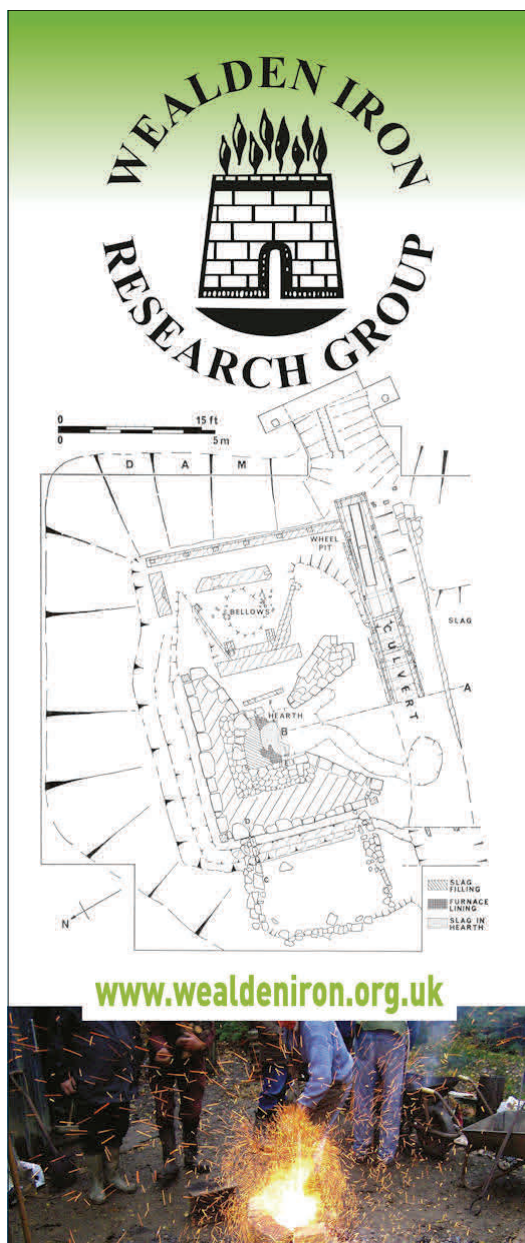 WEALDEN IRON
RESEARCH GROUP
0 15 ft
0 5 m
D A M
WHEEL
PIT
BELLOWS
SLAG
CULVERT
A
HEARTH
B
D
C
N
SLAG
FILLING
FURNACE
LINING
SLAG IN
HEARTH
www.wealdeniron.org.uk